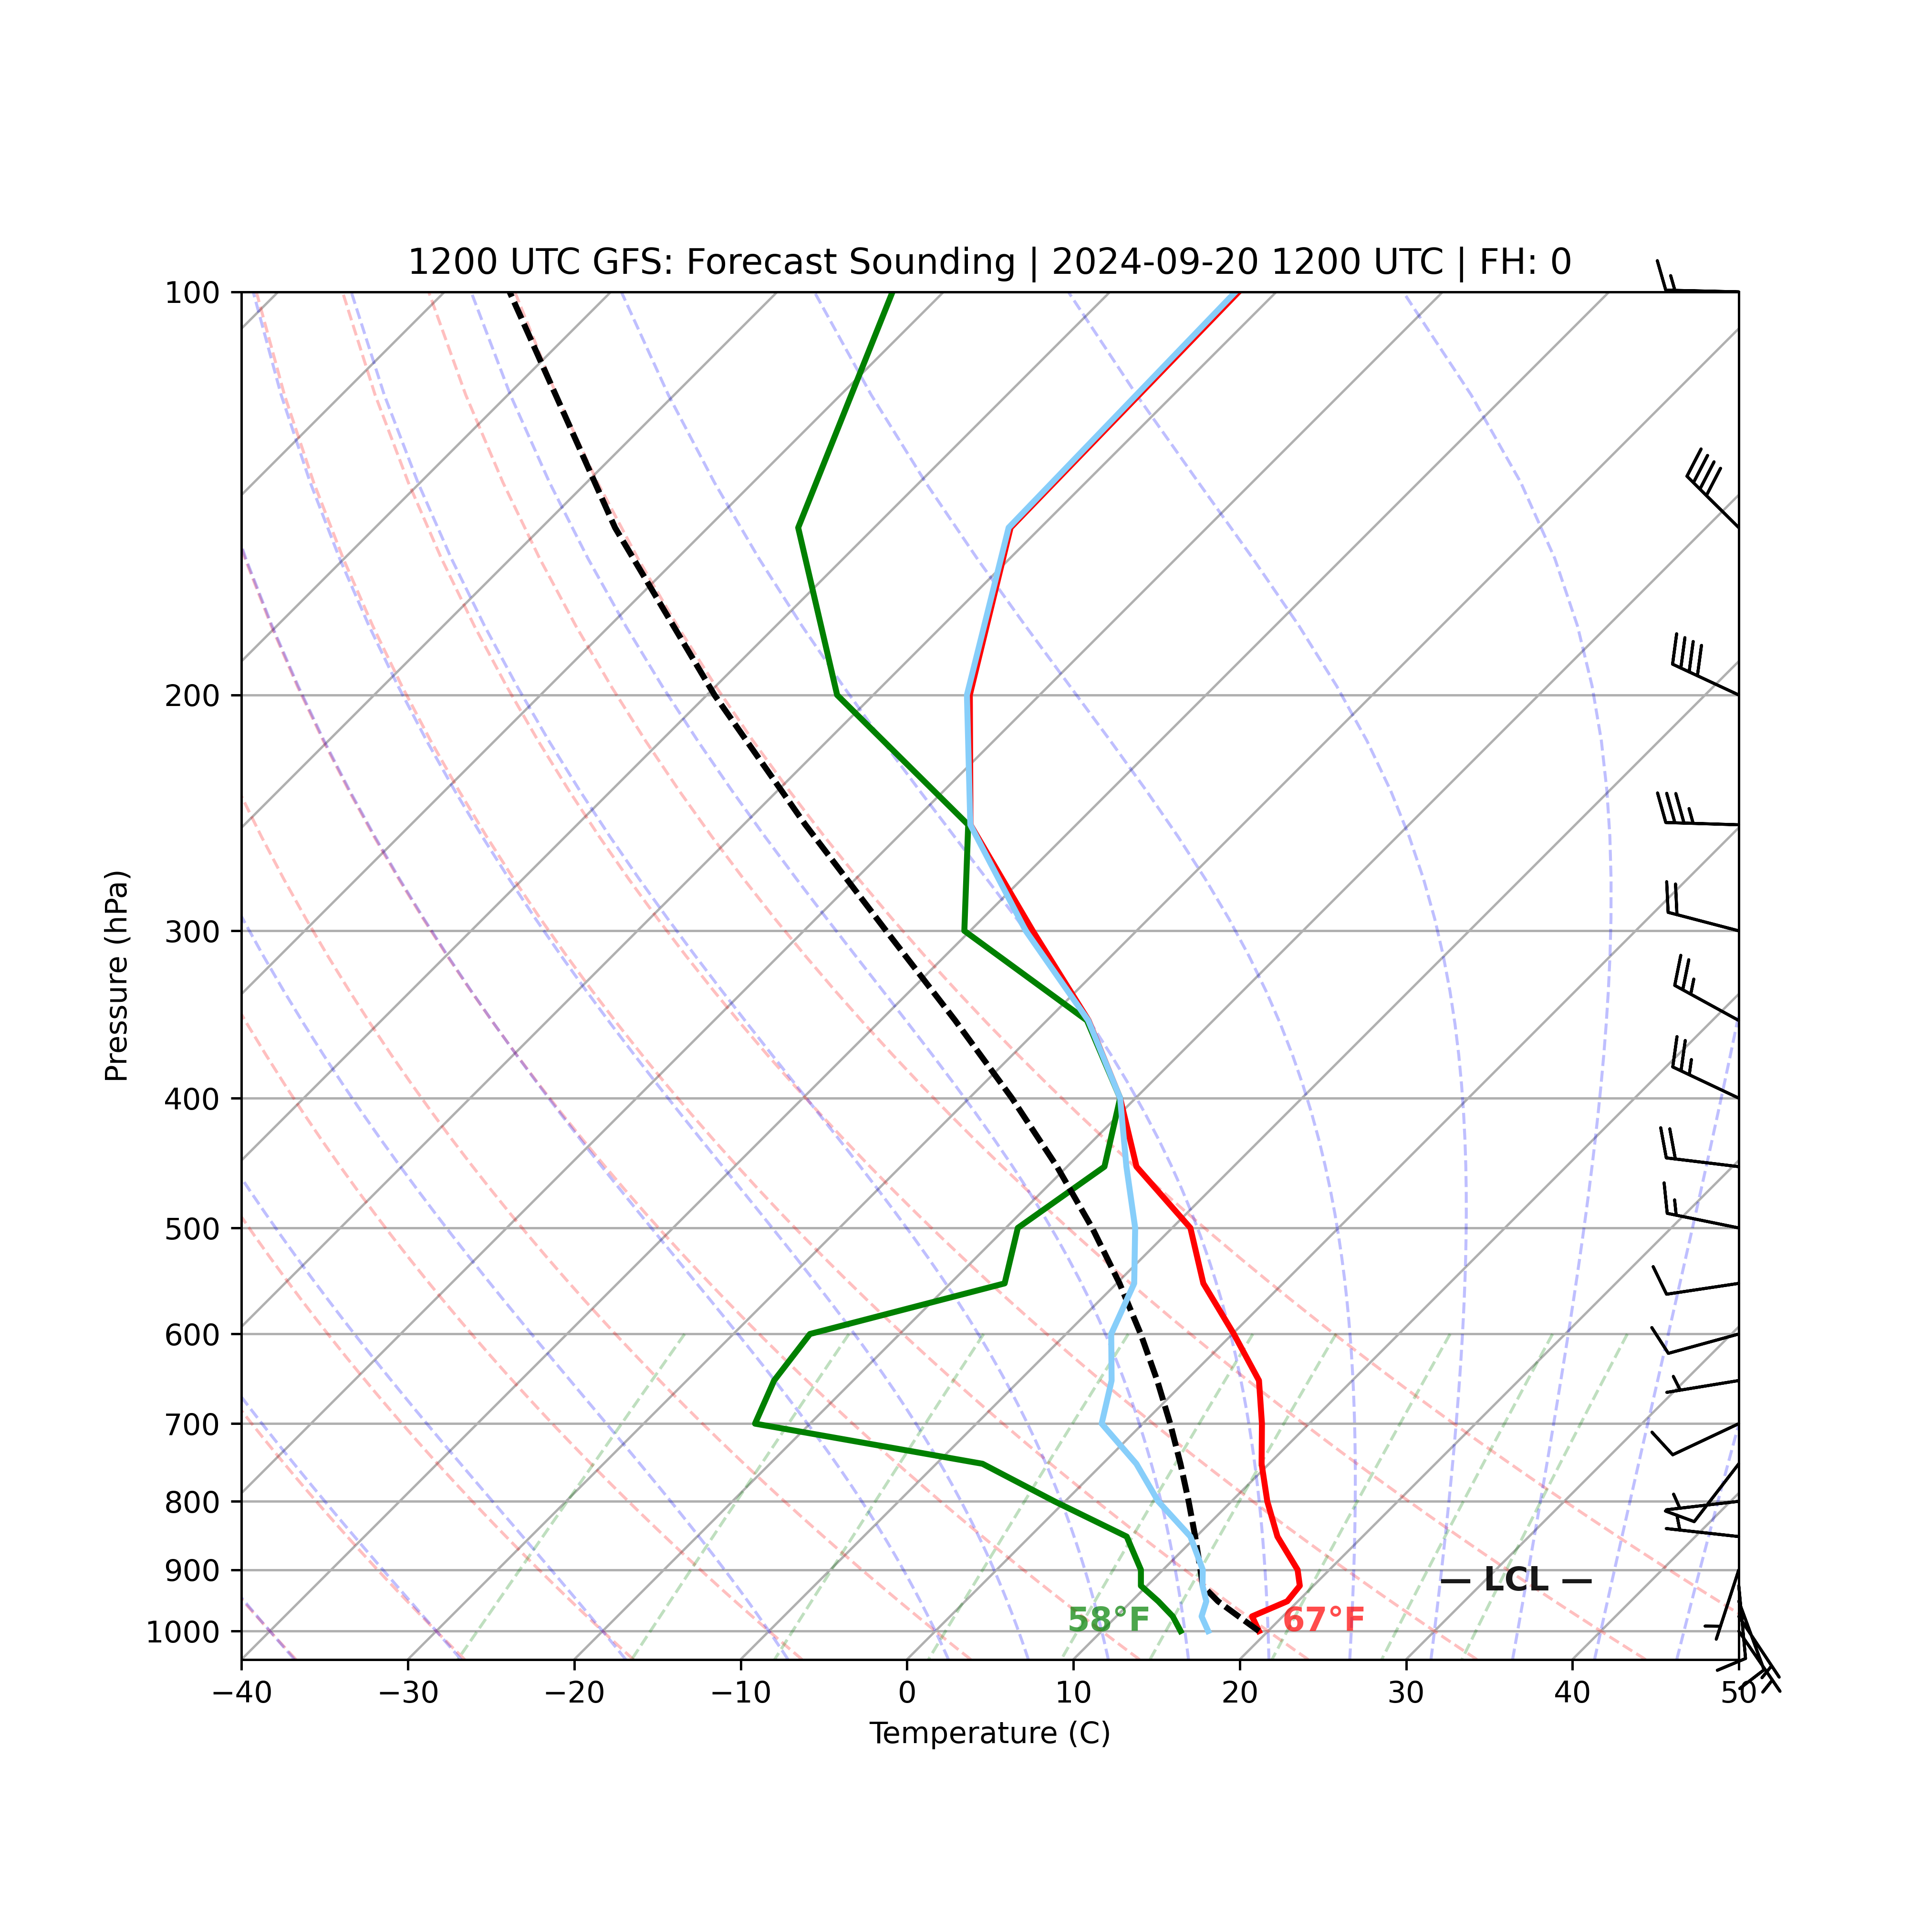 1200 UTC GFS: Forecast Sounding | 2024-09-20 1200 UTC | FH: 0
100
200
300
400
500
600
700
800
900
1000
Pressure (hPa)
— LCL —
58°F
67°F
−40 −30 −20 −10 0 10 20 30 40 50
Temperature (C)